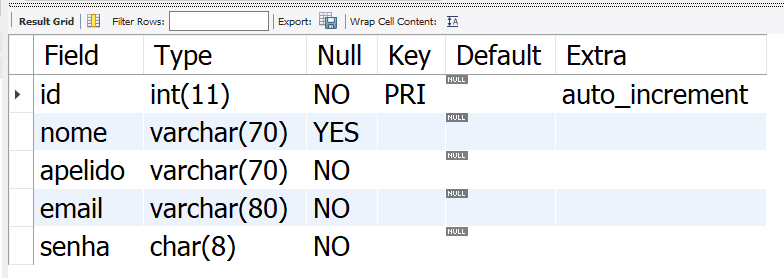 Result Grid Filter Rows: Export: Wrap Cell Content: IA
Field Type Null Key Default Extra
id int(11) NO PRI NULL auto_increment
nome varchar(70) YES NULL
apelido varchar(70) NO NULL
email varchar(80) NO NULL
senha char(8) NO NULL